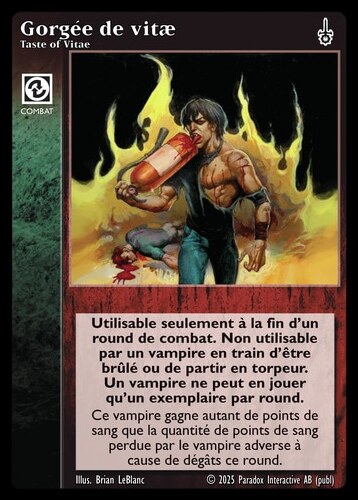 Gorgée de vitæ
Taste of Vitae
COMBAT
Utilisable seulement à la fin d'un
round de combat. Non utilisable
par un vampire en train d'être
brûlé ou de partir en torpeur.
Un vampire ne peut en jouer
qu'un exemplaire par round.
Ce vampire gagne autant de points de
sang que la quantité de points de sang
perdue par le vampire adverse à
cause de dégâts ce round.
Illus. Brian LeBlanc
© 2025 Paradox Interactive AB (publ)